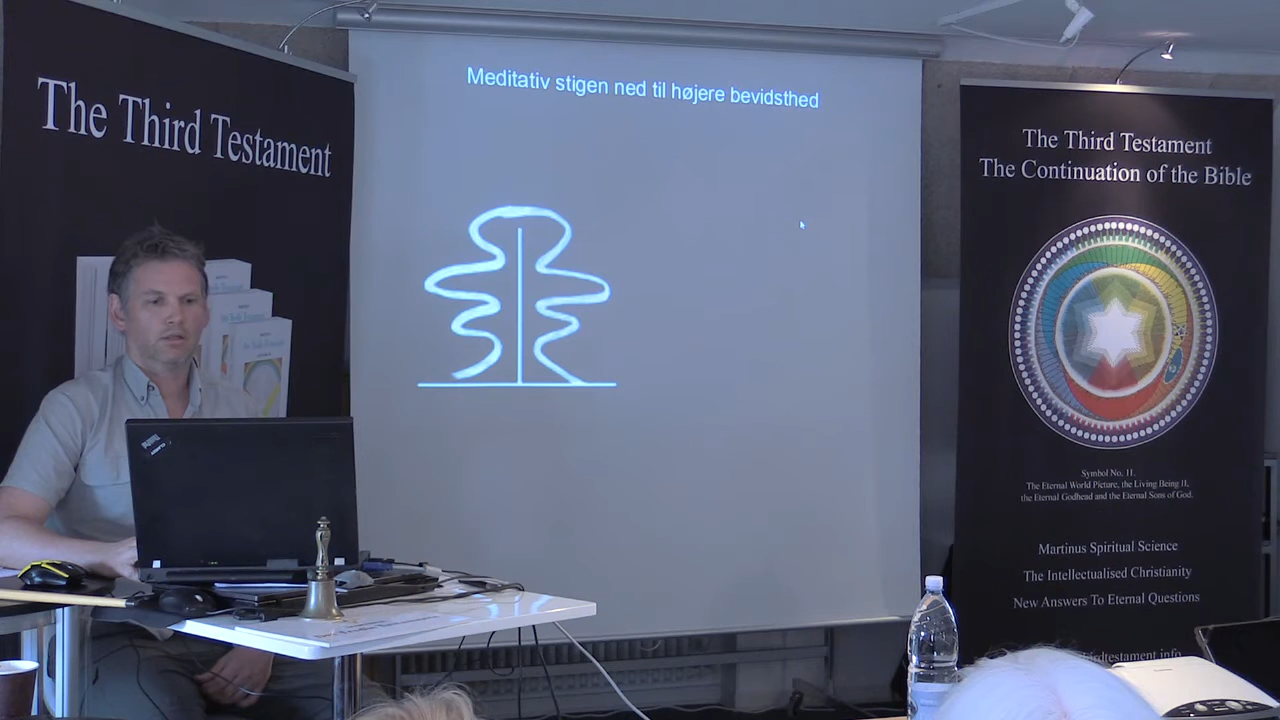 The Third Testament
Meditativ stigen ned til højere bevidsthed
The Third Testament
The Continuation of the Bible
Symbol No. 11.
The Eternal World Picture, the Living Being II,
the Eternal Godhead and the Eternal Sons of God.
Martinus Spiritual Science
The Intellectualised Christianity
New Answers To Eternal Questions